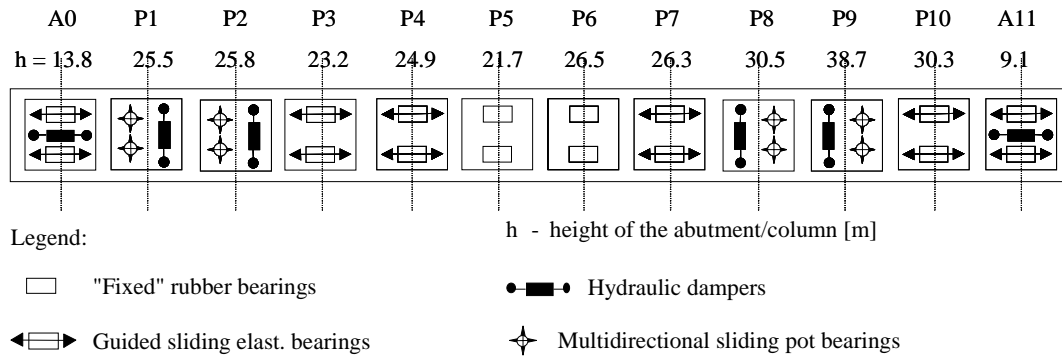 A0 P1 P2 P3 P4 P5 P6 P7 P8 P9 P10 A11
h = 13.8 25.5 25.8 23.2 24.9 21.7 26.5 26.3 30.5 38.7 30.3 9.1
Legend:
h - height of the abutment/column [m]
"Fixed" rubber bearings
Hydraulic dampers
Guided sliding elast. bearings
Multidirectional sliding pot bearings